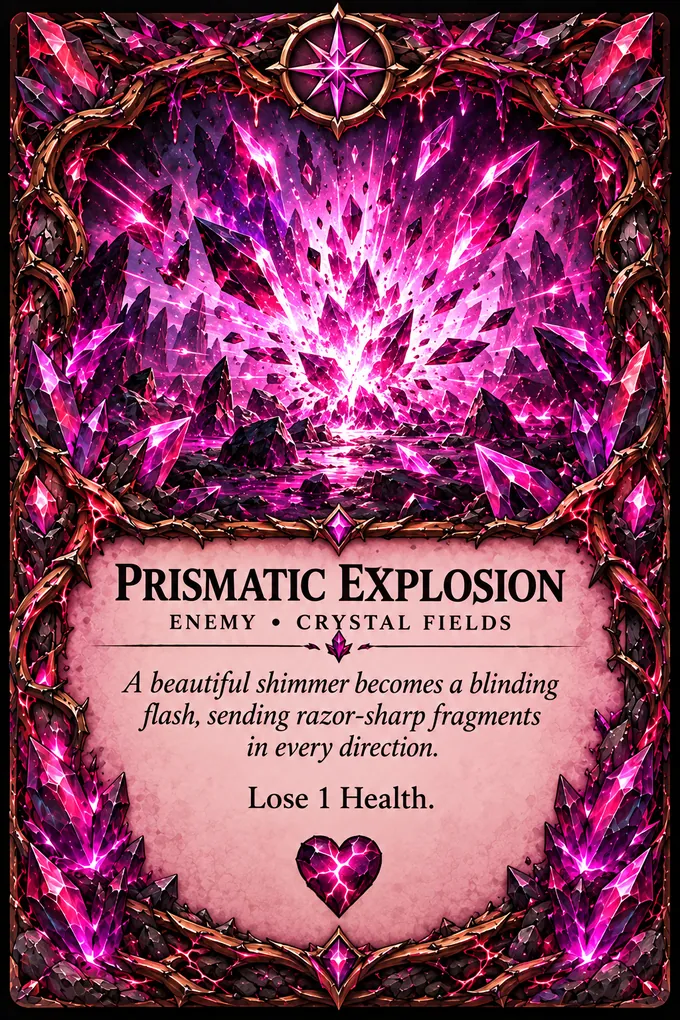 PRISMATIC EXPLOSION
ENEMY • CRYSTAL FIELDS
A beautiful shimmer becomes a blinding
flash, sending razor-sharp fragments
in every direction.
Lose 1 Health.